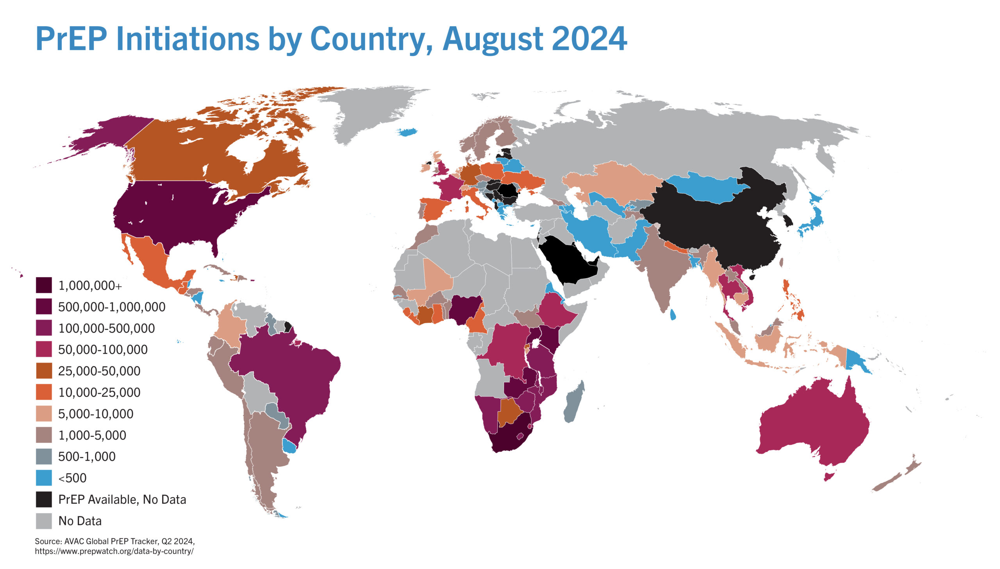 PrEP Initiations by Country, August 2024
1,000,000+
500,000-1,000,000
100,000-500,000
50,000-100,000
25,000-50,000
10,000-25,000
5,000-10,000
1,000-5,000
500-1,000
<500
PrEP Available, No Data
No Data
Source: AVAC Global PrEP Tracker, Q2 2024,
https://www.prepwatch.org/data-by-country/